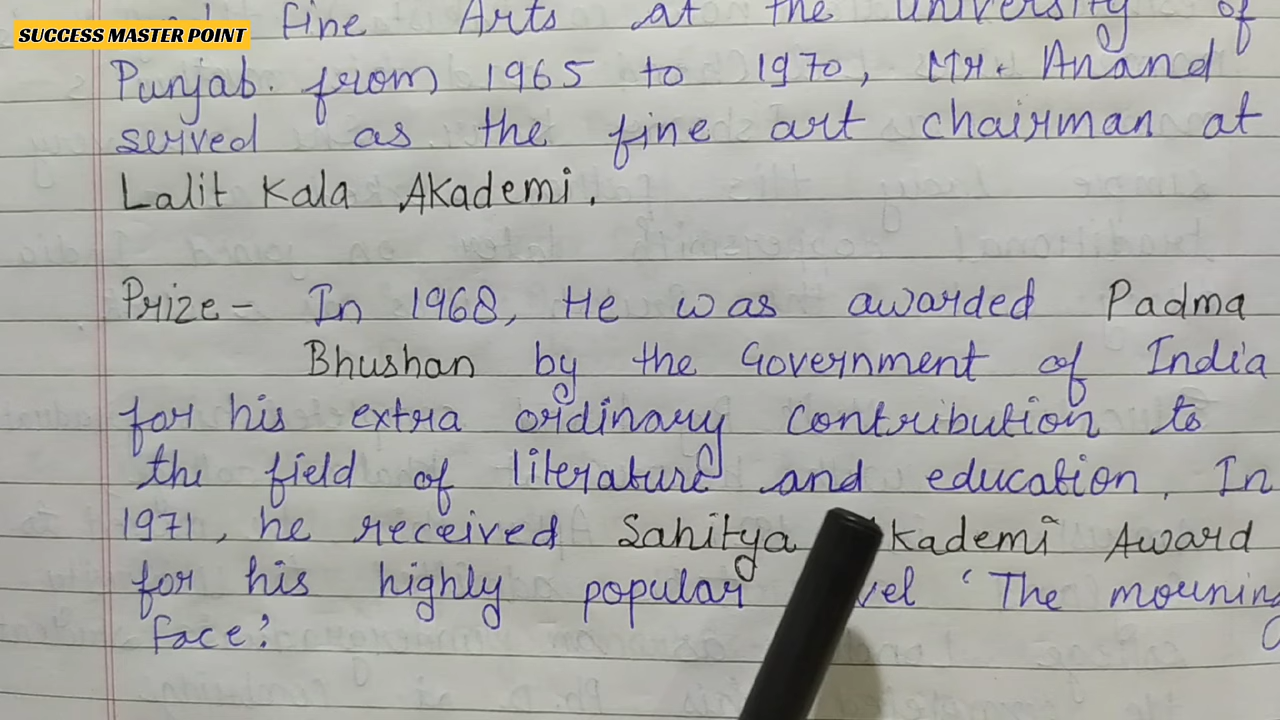 fine Arts at the university of
SUCCESS MASTER POINT
Punjab. from 1965 to 1970, Mr. Anand
served as the fine art chairman at
Lalit Kala Akademi.
Prize - In 1968, He was awarded Padma
Bhushan by the Government of India
for his extra ordinary contribution to
the field of literature and education. In
1971, he received Sahitya Akademi Award
for his highly popular vel 'The mourning
face?